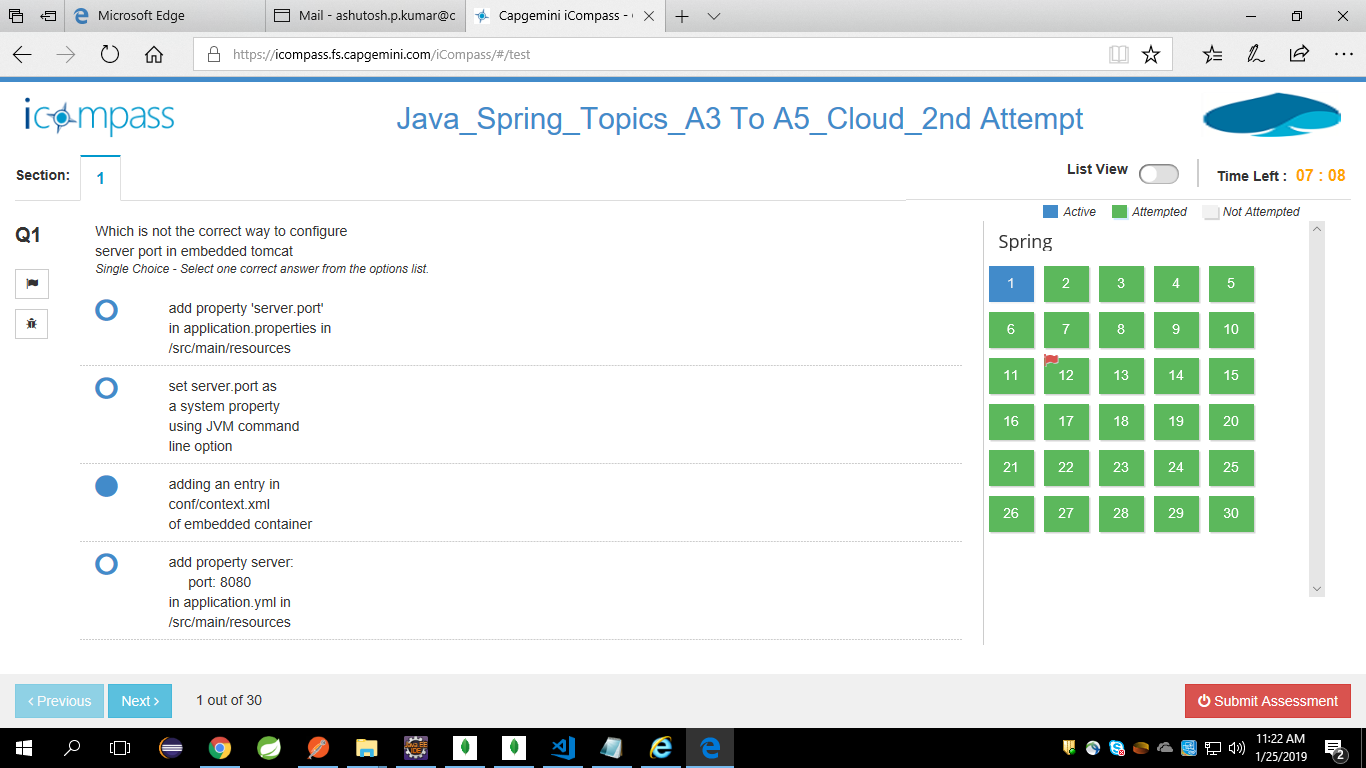 Microsoft Edge
Mail - ashutosh.p.kumar@c
Capgemini iCompass -
https://icompass.fs.capgemini.com/iCompass/#/test
icompass
Java_Spring_Topics_A3 To A5_Cloud_2nd Attempt
Section:
1
List View
Time Left : 07 : 08
Active
Attempted
Not Attempted
Q1
Which is not the correct way to configure
server port in embedded tomcat
Single Choice - Select one correct answer from the options list.
add property 'server.port'
in application.properties in
/src/main/resources
set server.port as
a system property
using JVM command
line option
adding an entry in
conf/context.xml
of embedded container
add property server:
port: 8080
in application.yml in
/src/main/resources
Spring
1 2 3 4 5
6 7 8 9 10
11 12 13 14 15
16 17 18 19 20
21 22 23 24 25
26 27 28 29 30
< Previous
Next >
1 out of 30
Submit Assessment
Java EE
IDE
11:22 AM
1/25/2019
2